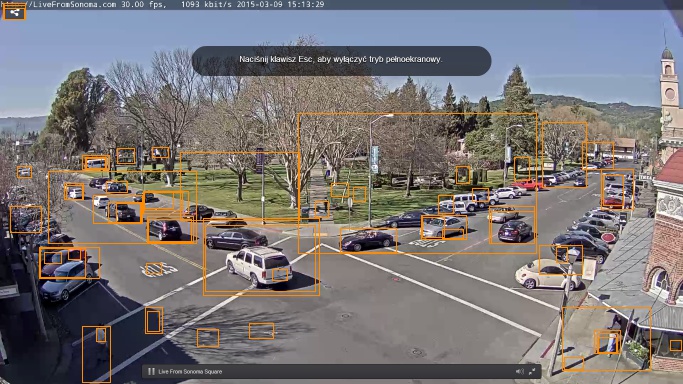 http://LiveFromSonoma.com 30.00 fps, 1093 kbit/s 2015-03-09 15:13:29
Naciśnij klawisz Esc, aby wyłączyć tryb pełnoekranowy.
Live From Sonoma Square